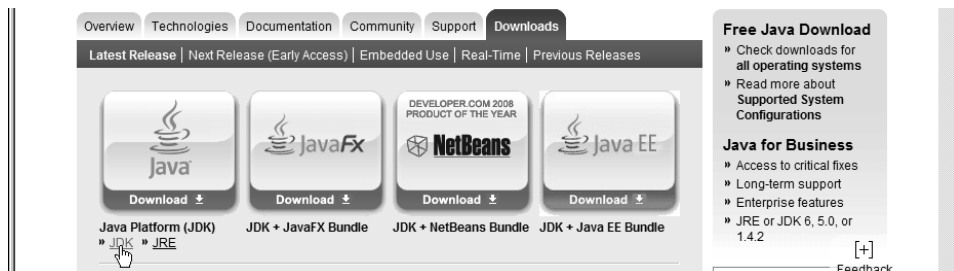 Overview Technologies Documentation Community Support Downloads
Latest Release | Next Release (Early Access) | Embedded Use | Real-Time | Previous Releases
Java
Download
JavaFX
Download
DEVELOPER.COM 2008
PRODUCT OF THE YEAR
NetBeans
Download
Java EE
Download
Java Platform (JDK)
» JDK » JRE
JDK + JavaFX Bundle
JDK + NetBeans Bundle
JDK + Java EE Bundle
Free Java Download
» Check downloads for
all operating systems
» Read more about
Supported System
Configurations
Java for Business
» Access to critical fixes
» Long-term support
» Enterprise features
» JRE or JDK 6, 5.0, or
1.4.2
[+]
Feedback